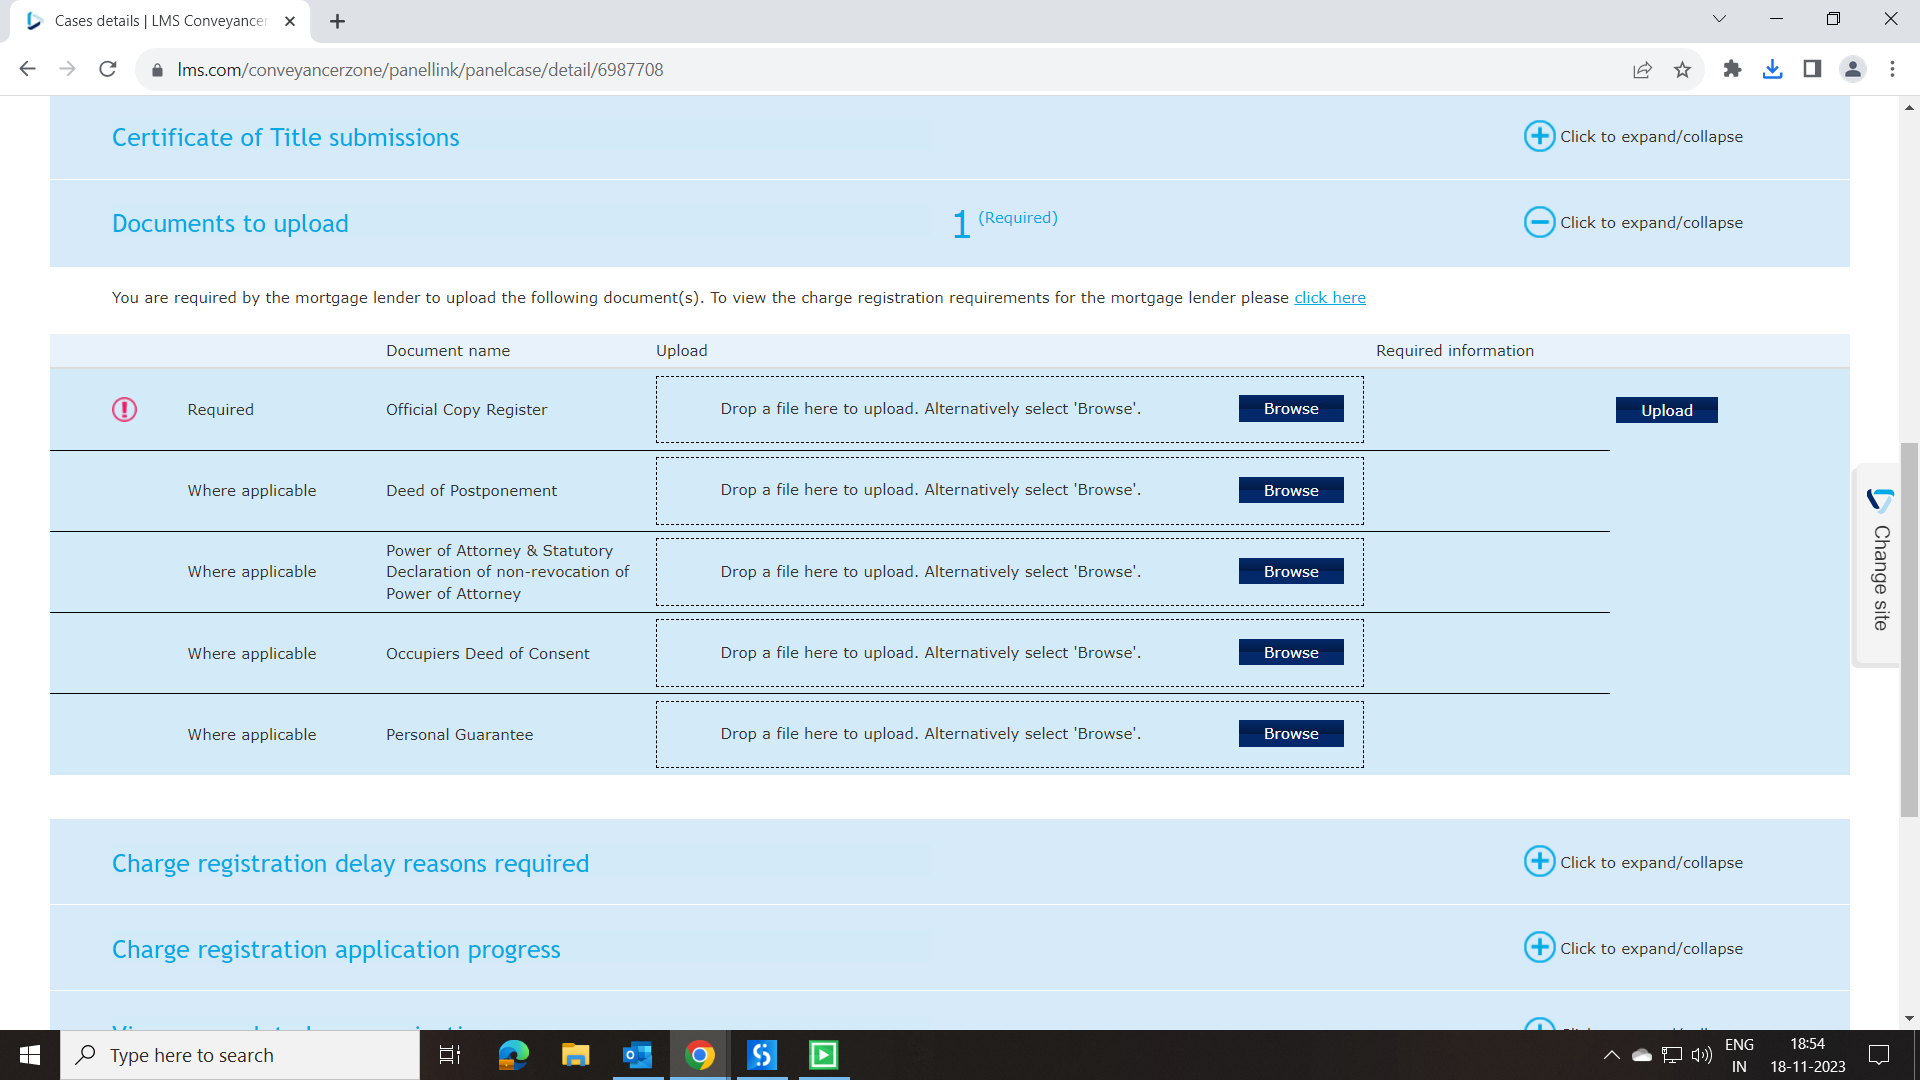 Cases details | LMS Conveyancer
lms.com/conveyancerzone/panellink/panelcase/detail/6987708
Certificate of Title submissions
Click to expand/collapse
Documents to upload
1 (Required)
Click to expand/collapse
You are required by the mortgage lender to upload the following document(s). To view the charge registration requirements for the mortgage lender please click here
Document name
Upload
Required information
Required
Official Copy Register
Drop a file here to upload. Alternatively select 'Browse'.
Browse
Upload
Where applicable
Deed of Postponement
Drop a file here to upload. Alternatively select 'Browse'.
Browse
Where applicable
Power of Attorney & Statutory
Declaration of non-revocation of
Power of Attorney
Drop a file here to upload. Alternatively select 'Browse'.
Browse
Where applicable
Occupiers Deed of Consent
Drop a file here to upload. Alternatively select 'Browse'.
Browse
Where applicable
Personal Guarantee
Drop a file here to upload. Alternatively select 'Browse'.
Browse
Change site
Charge registration delay reasons required
Click to expand/collapse
Charge registration application progress
Click to expand/collapse
Type here to search
ENG
IN
18:54
18-11-2023